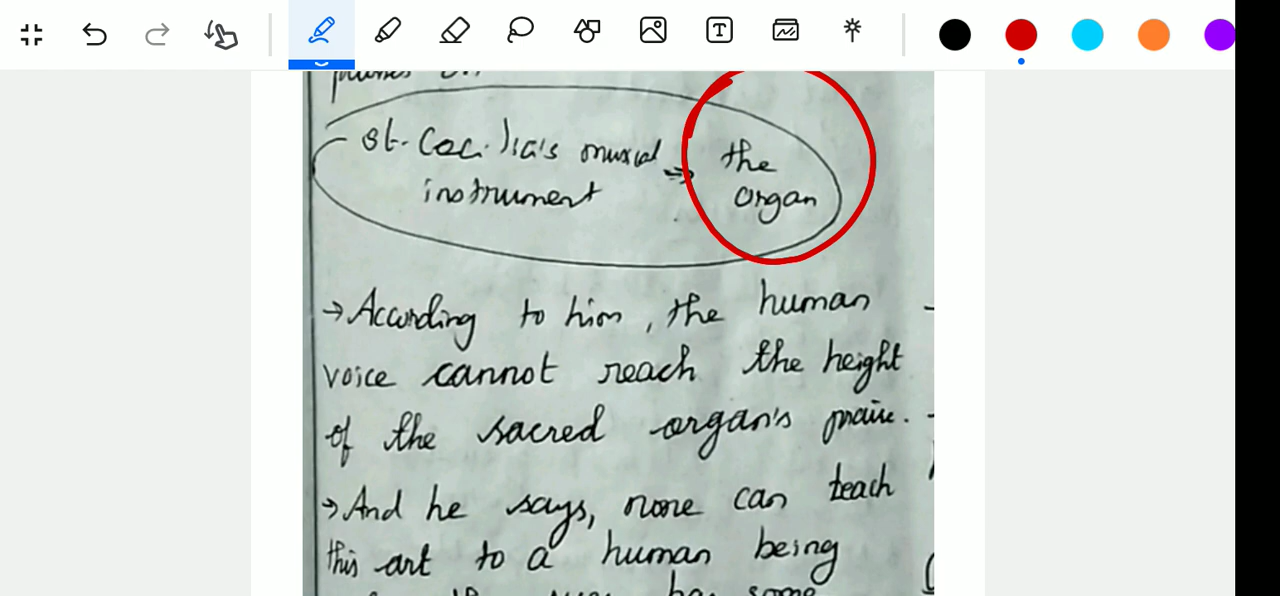 St. Cecilia's musical ⇒ the
instrument organ
→ According to him, the human
voice cannot reach the height
of the sacred organ's praise.
→ And he says, none can teach
this art to a human being